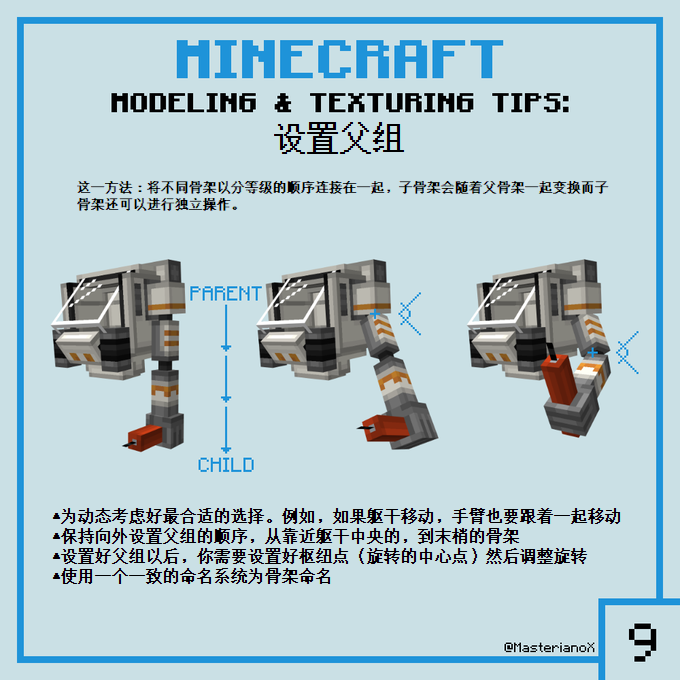 MINECRAFT
MODELING & TEXTURING TIPS:
设置父组
这一方法：将不同骨架以分等级的顺序连接在一起，子骨架会随着父骨架一起变换而子
骨架还可以进行独立操作。
PARENT
CHILD
▲为动态考虑好最合适的选择。例如，如果躯干移动，手臂也要跟着一起移动
▲保持向外设置父组的顺序，从靠近躯干中央的，到末梢的骨架
▲设置好父组以后，你需要设置好枢纽点（旋转的中心点）然后调整旋转
▲使用一个一致的命名系统为骨架命名
@MasterianoX
9